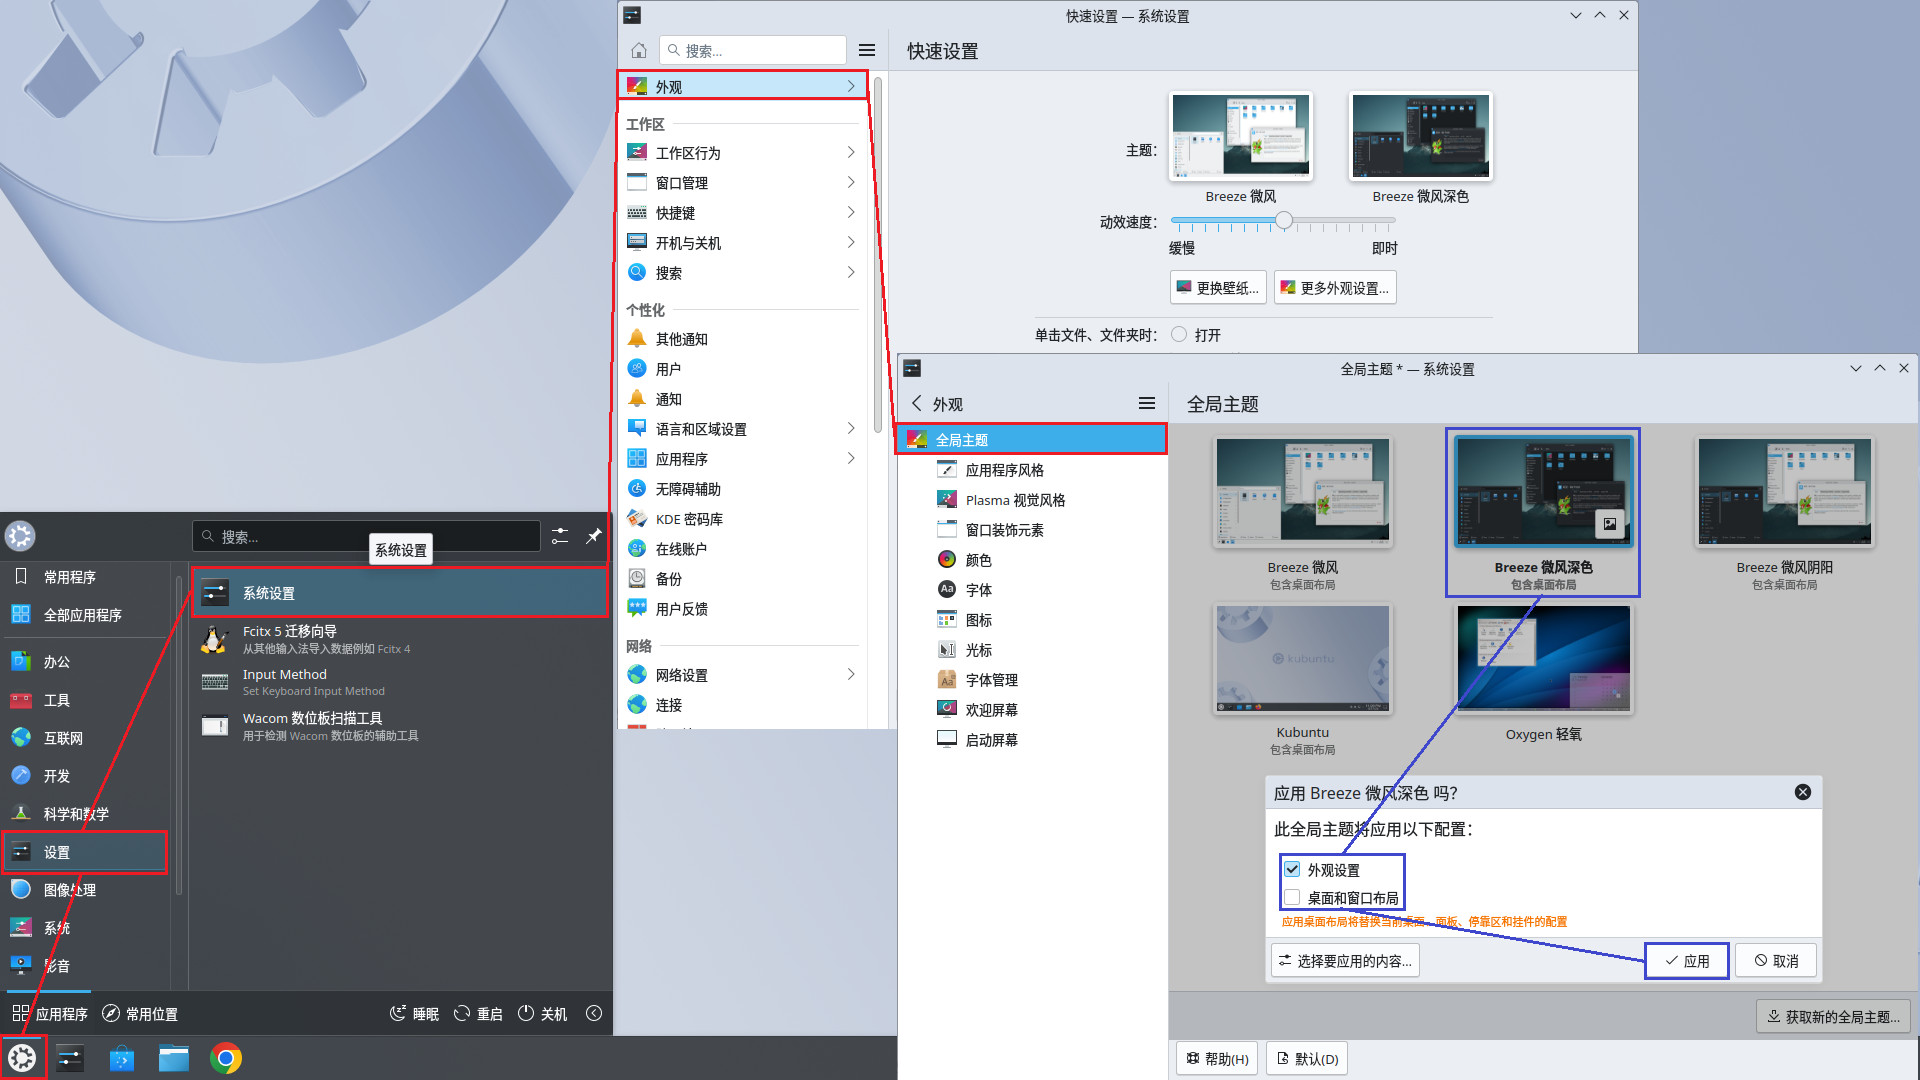 快速设置 — 系统设置
搜索...
快速设置
外观
工作区
工作区行为
窗口管理
快捷键
开机与关机
搜索
个性化
其他通知
用户
通知
语言和区域设置
应用程序
无障碍辅助
KDE 密码库
在线账户
备份
用户反馈
网络
网络设置
连接
主题:
Breeze 微风
Breeze 微风深色
动效速度:
缓慢
即时
更换壁纸...
更多外观设置...
单击文件、文件夹时:
打开
全局主题 * — 系统设置
外观
全局主题
全局主题
应用程序风格
Plasma 视觉风格
窗口装饰元素
颜色
字体
图标
光标
字体管理
欢迎屏幕
启动屏幕
Breeze 微风
包含桌面布局
Breeze 微风深色
包含桌面布局
Breeze 微风阴阳
包含桌面布局
kubuntu
Kubuntu
包含桌面布局
Oxygen 轻氧
应用 Breeze 微风深色 吗?
此全局主题将应用以下配置:
外观设置
桌面和窗口布局
应用桌面布局将替换当前桌面、面板、停靠区和挂件的配置
选择要应用的内容...
应用
取消
获取新的全局主题...
帮助(H)
默认(D)
搜索...
系统设置
常用程序
全部应用程序
办公
工具
互联网
开发
科学和数学
设置
图像处理
系统
影音
系统设置
Fcitx 5 迁移向导
从其他输入法导入数据例如 Fcitx 4
Input Method
Set Keyboard Input Method
Wacom 数位板扫描工具
用于检测 Wacom 数位板的辅助工具
应用程序
常用位置
睡眠
重启
关机